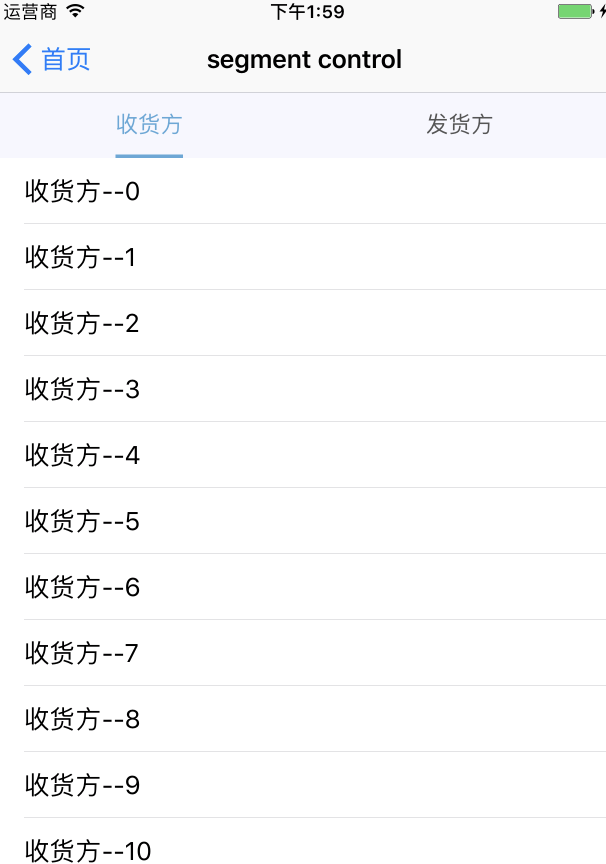 运营商 下午1:59
首页 segment control
收货方 发货方
收货方--0
收货方--1
收货方--2
收货方--3
收货方--4
收货方--5
收货方--6
收货方--7
收货方--8
收货方--9
收货方--10